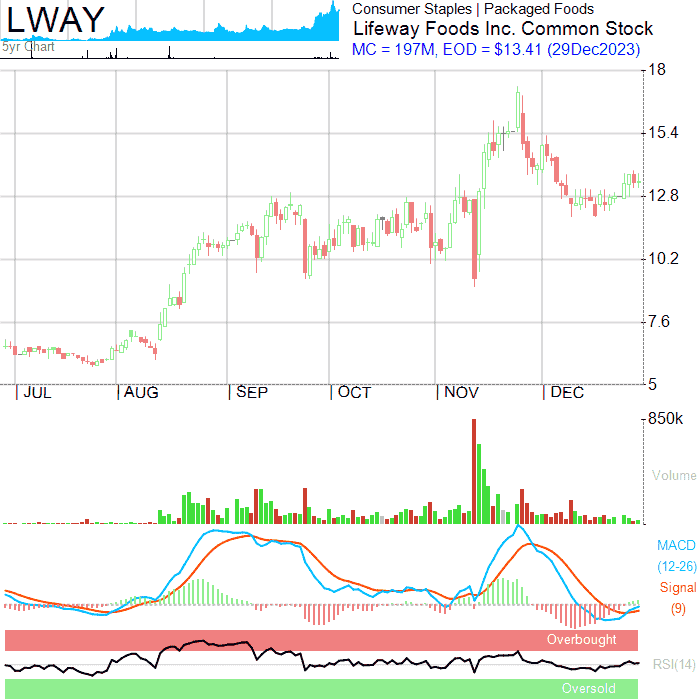 LWAY
5yr Chart
Consumer Staples | Packaged Foods
Lifeway Foods Inc. Common Stock
MC = 197M, EOD = $13.41 (29Dec2023)
18
15.4
12.8
10.2
7.6
5
JUL AUG SEP OCT NOV DEC
850k
Volume
MACD
(12-26)
Signal
(9)
Overbought
RSI(14)
Oversold